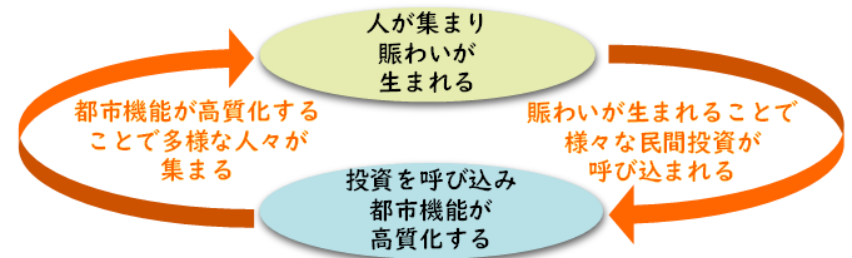 人が集まり
賑わいが
生まれる
都市機能が高質化する
ことで多様な人々が
集まる
賑わいが生まれることで
様々な民間投資が
呼び込まれる
投資を呼び込み
都市機能が
高質化する